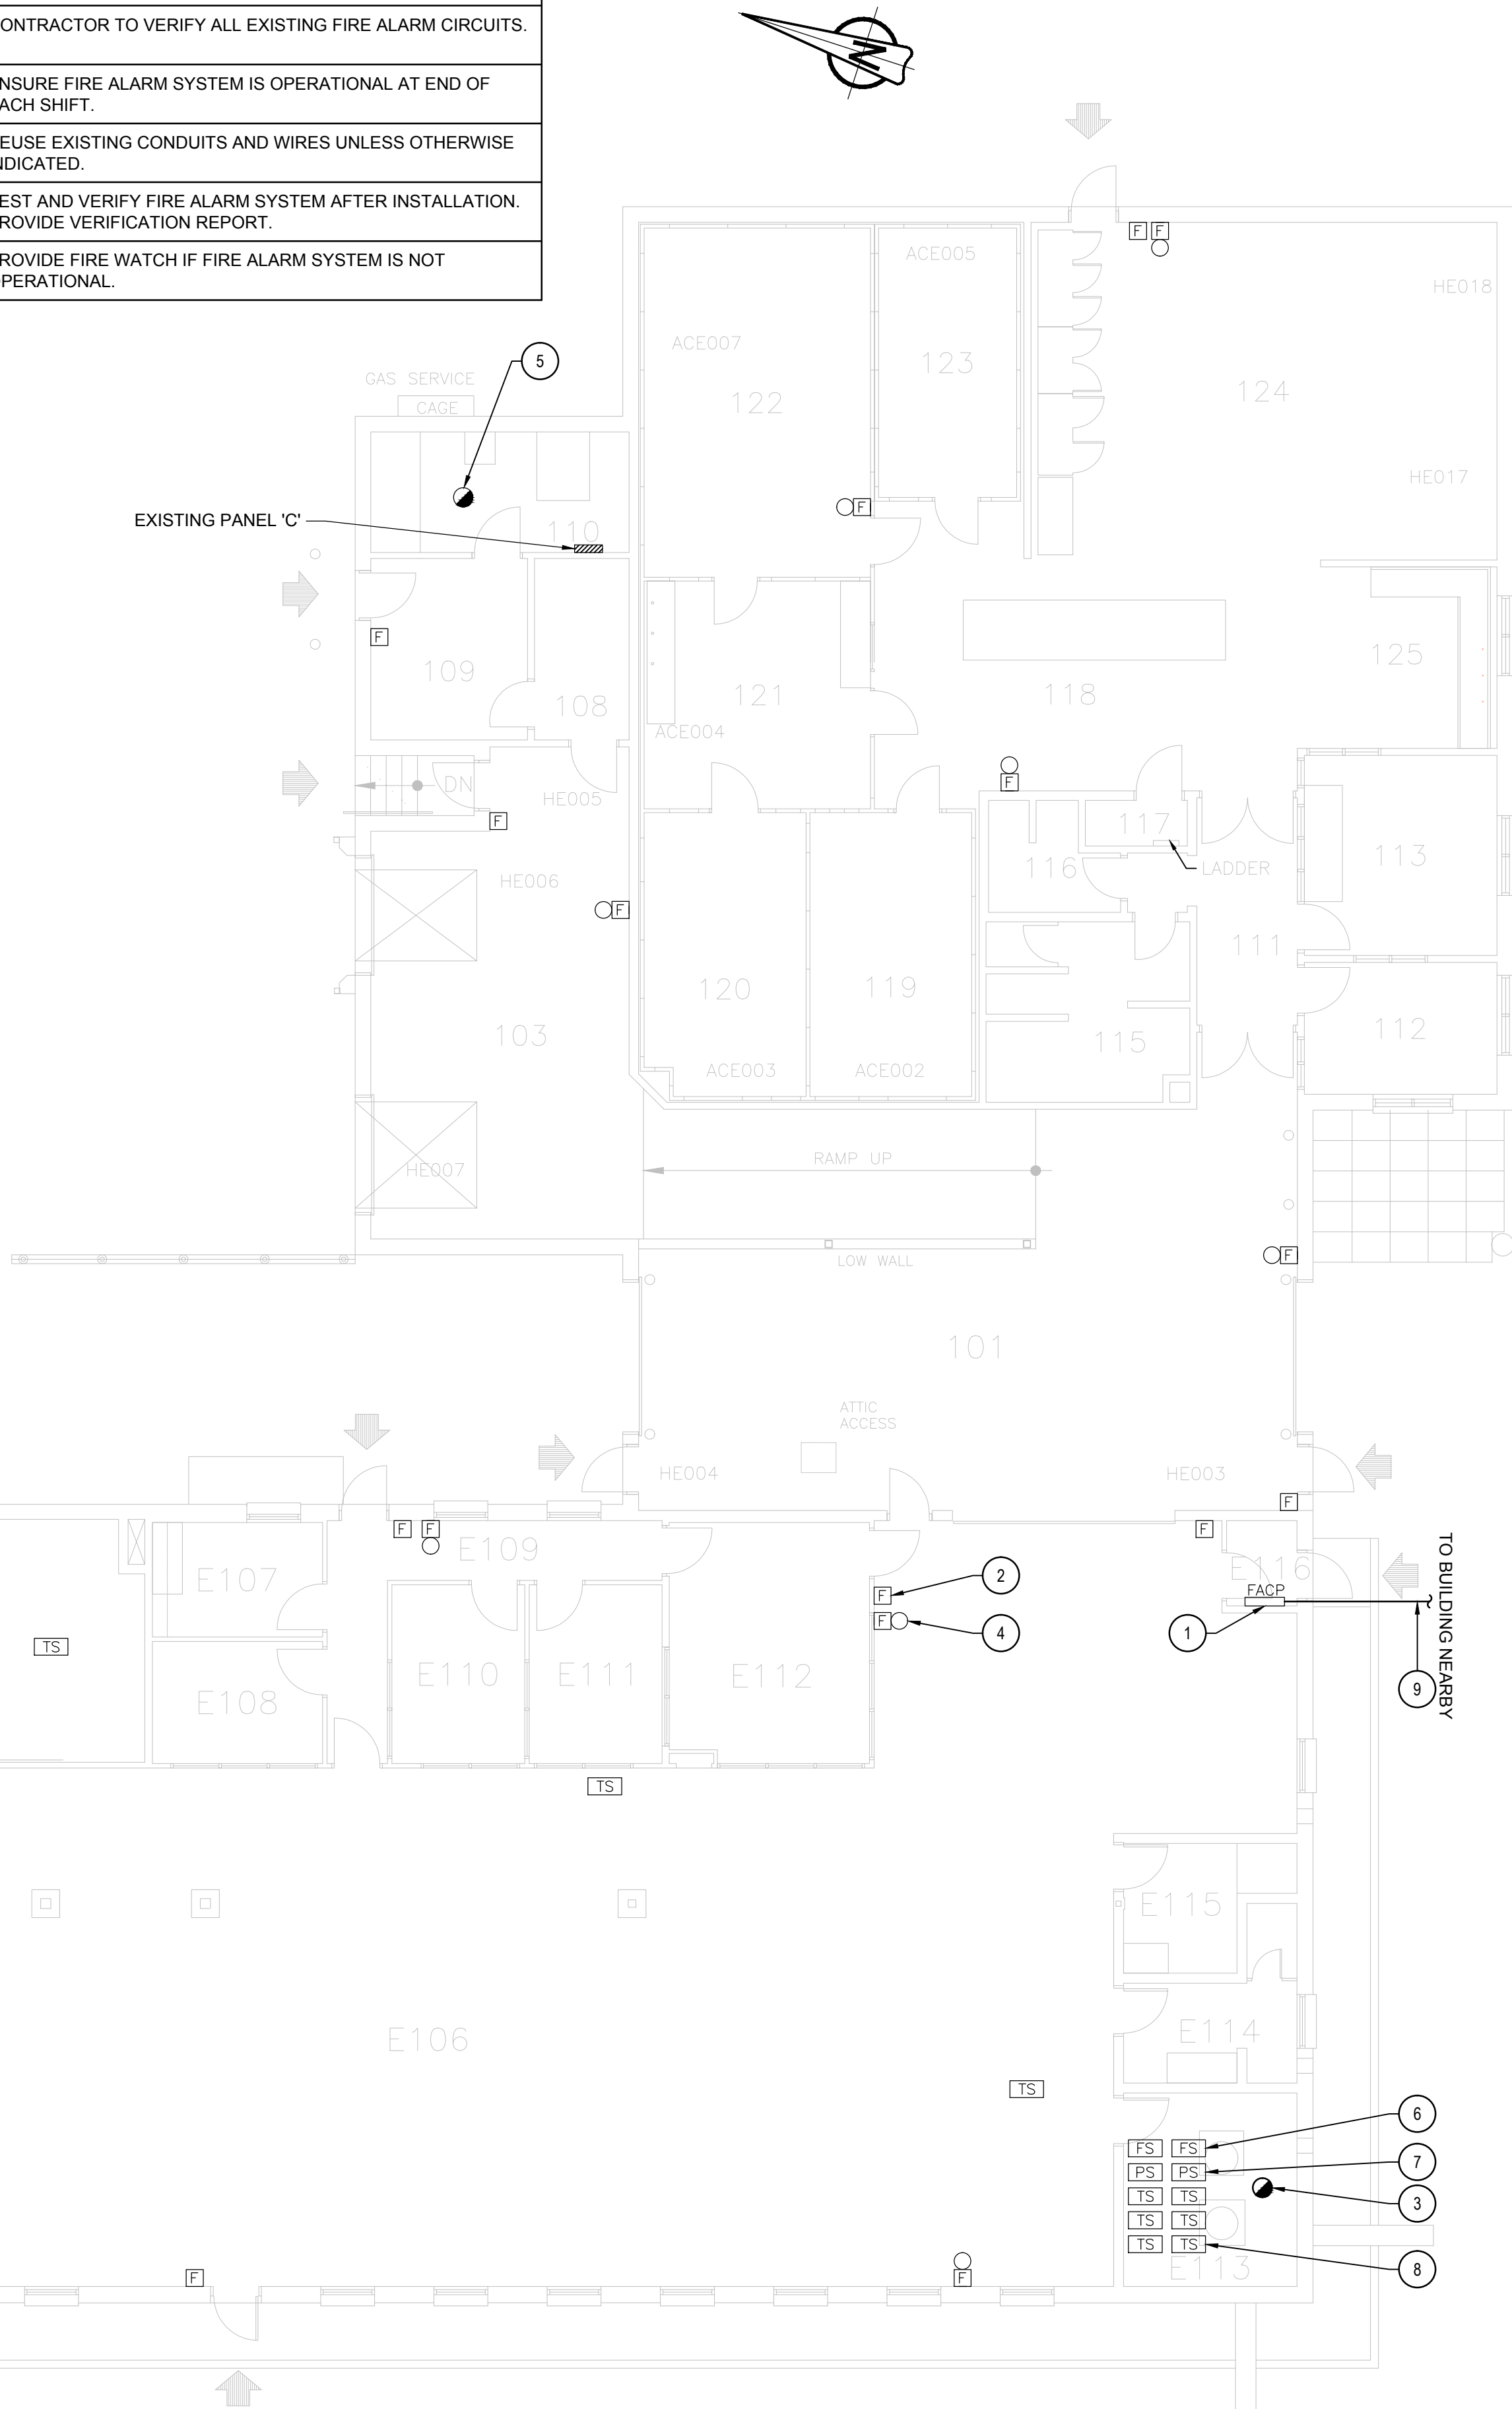 ONTRACTOR TO VERIFY ALL EXISTING FIRE ALARM CIRCUITS.
NSURE FIRE ALARM SYSTEM IS OPERATIONAL AT END OF
ACH SHIFT.
EUSE EXISTING CONDUITS AND WIRES UNLESS OTHERWISE
NDICATED.
EST AND VERIFY FIRE ALARM SYSTEM AFTER INSTALLATION.
ROVIDE VERIFICATION REPORT.
ROVIDE FIRE WATCH IF FIRE ALARM SYSTEM IS NOT
OPERATIONAL.
N
F F
ACE005
HE018
ACE007
5
GAS SERVICE
123
CAGE
122
124
HE017
F
EXISTING PANEL 'C'
110
F
109
125
121
118
108
ACE004
F
DN
HE005
F
117
113
116
LADDER
HE006
F
111
120
119
103
112
115
ACE003
ACE002
RAMP UP
HE007
F
LOW WALL
101
ATTIC
ACCESS
HE004
HE003
F
F
F
F
E109
E116
2
E107
FACP
F
TO BUILDING NEARBY
F
4
1
TS
E110
E111
E112
9
E108
TS
E115
E114
E106
TS
6
FS FS
7
PS PS
3
TS TS
TS TS
TS TS
8
E113
F
F